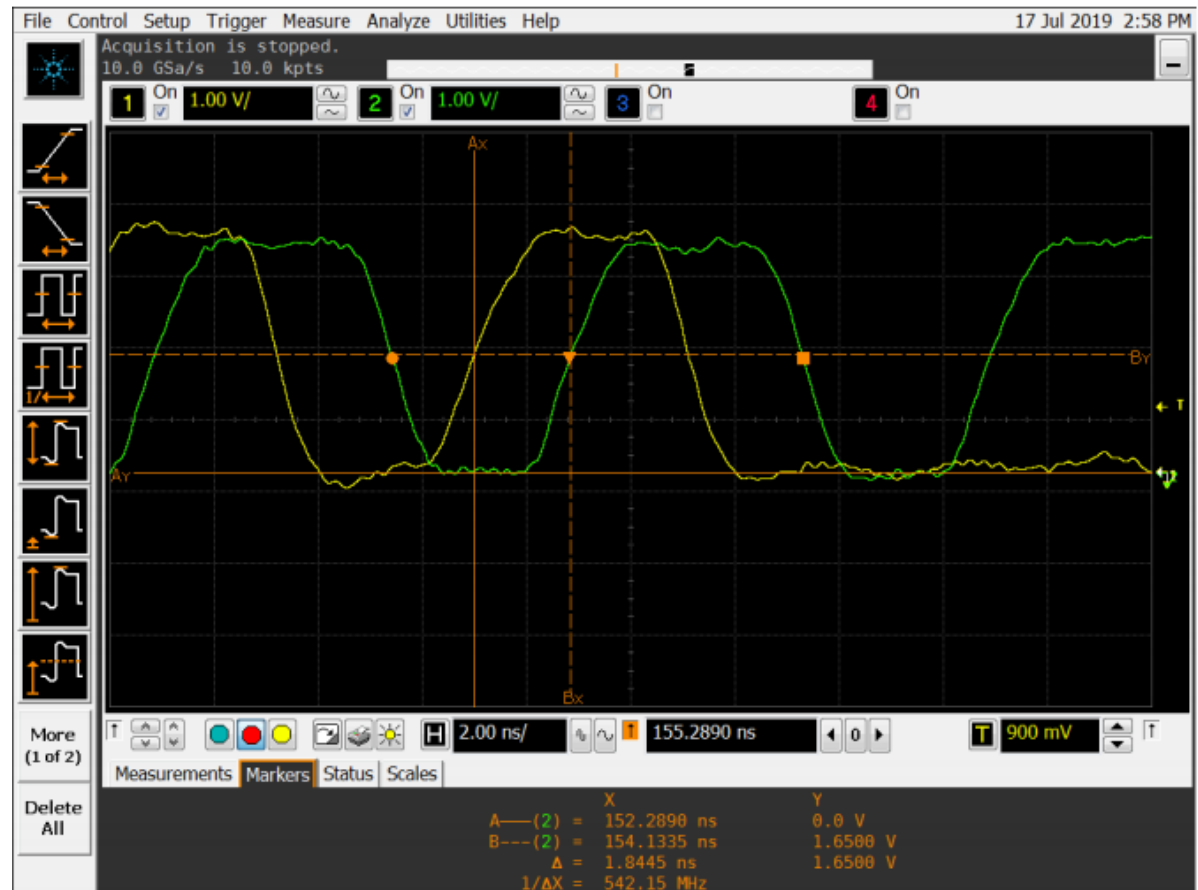 File Control Setup Trigger Measure Analyze Utilities Help 17 Jul 2019 2:58 PM
Acquisition is stopped.
10.0 GSa/s 10.0 kpts
1 On 1.00 V/ 2 On 1.00 V/ 3 On 4 On
Ax
By
T
Ay
Bx
1/
More
(1 of 2)
Delete
All
H 2.00 ns/ 155.2890 ns 0 T 900 mV
Measurements Markers Status Scales
X Y
A——(2) = 152.2890 ns 0.0 V
B---(2) = 154.1335 ns 1.6500 V
Δ = 1.8445 ns 1.6500 V
1/ΔX = 542.15 MHz